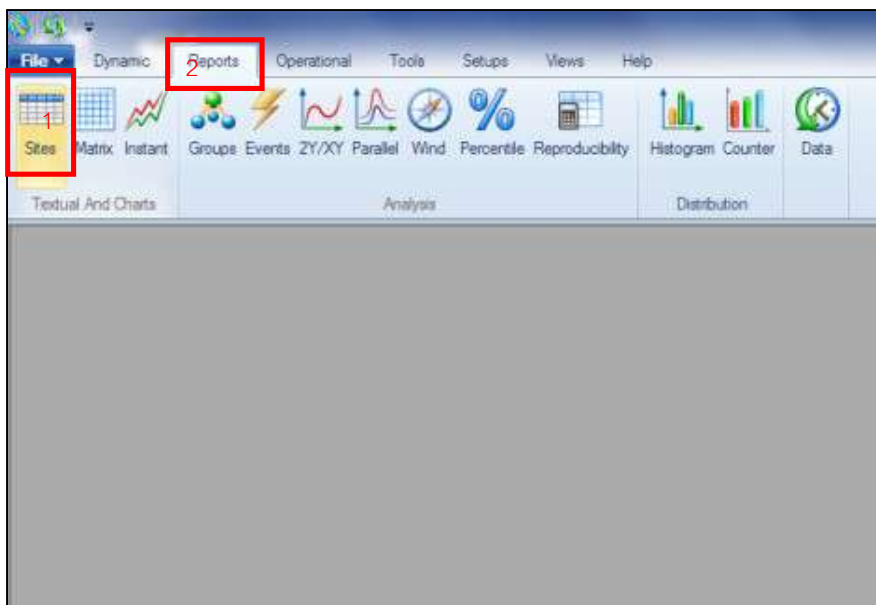 File Dynamic Reports Operational Tools Setups Views Help
2
1
Sites Matrix Instant Groups Events 2Y/XY Parallel Wind Percentile Reproducibility Histogram Counter Data
Textual And Charts Analysis Distribution